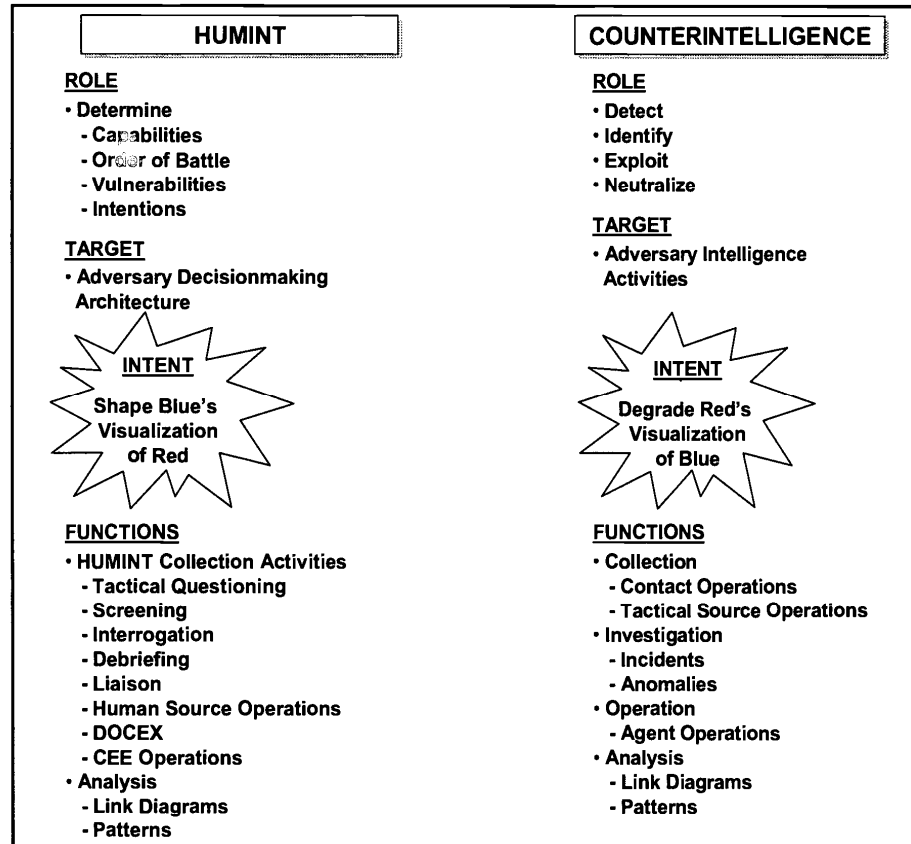 HUMINT
ROLE
• Determine
- Capabilities
- Order of Battle
- Vulnerabilities
- Intentions
TARGET
• Adversary Decisionmaking
Architecture
INTENT
Shape Blue's
Visualization
of Red
FUNCTIONS
• HUMINT Collection Activities
- Tactical Questioning
- Screening
- Interrogation
- Debriefing
- Liaison
- Human Source Operations
- DOCEX
- CEE Operations
• Analysis
- Link Diagrams
- Patterns
COUNTERINTELLIGENCE
ROLE
• Detect
• Identify
• Exploit
• Neutralize
TARGET
• Adversary Intelligence
Activities
INTENT
Degrade Red's
Visualization
of Blue
FUNCTIONS
• Collection
- Contact Operations
- Tactical Source Operations
• Investigation
- Incidents
- Anomalies
• Operation
- Agent Operations
• Analysis
- Link Diagrams
- Patterns